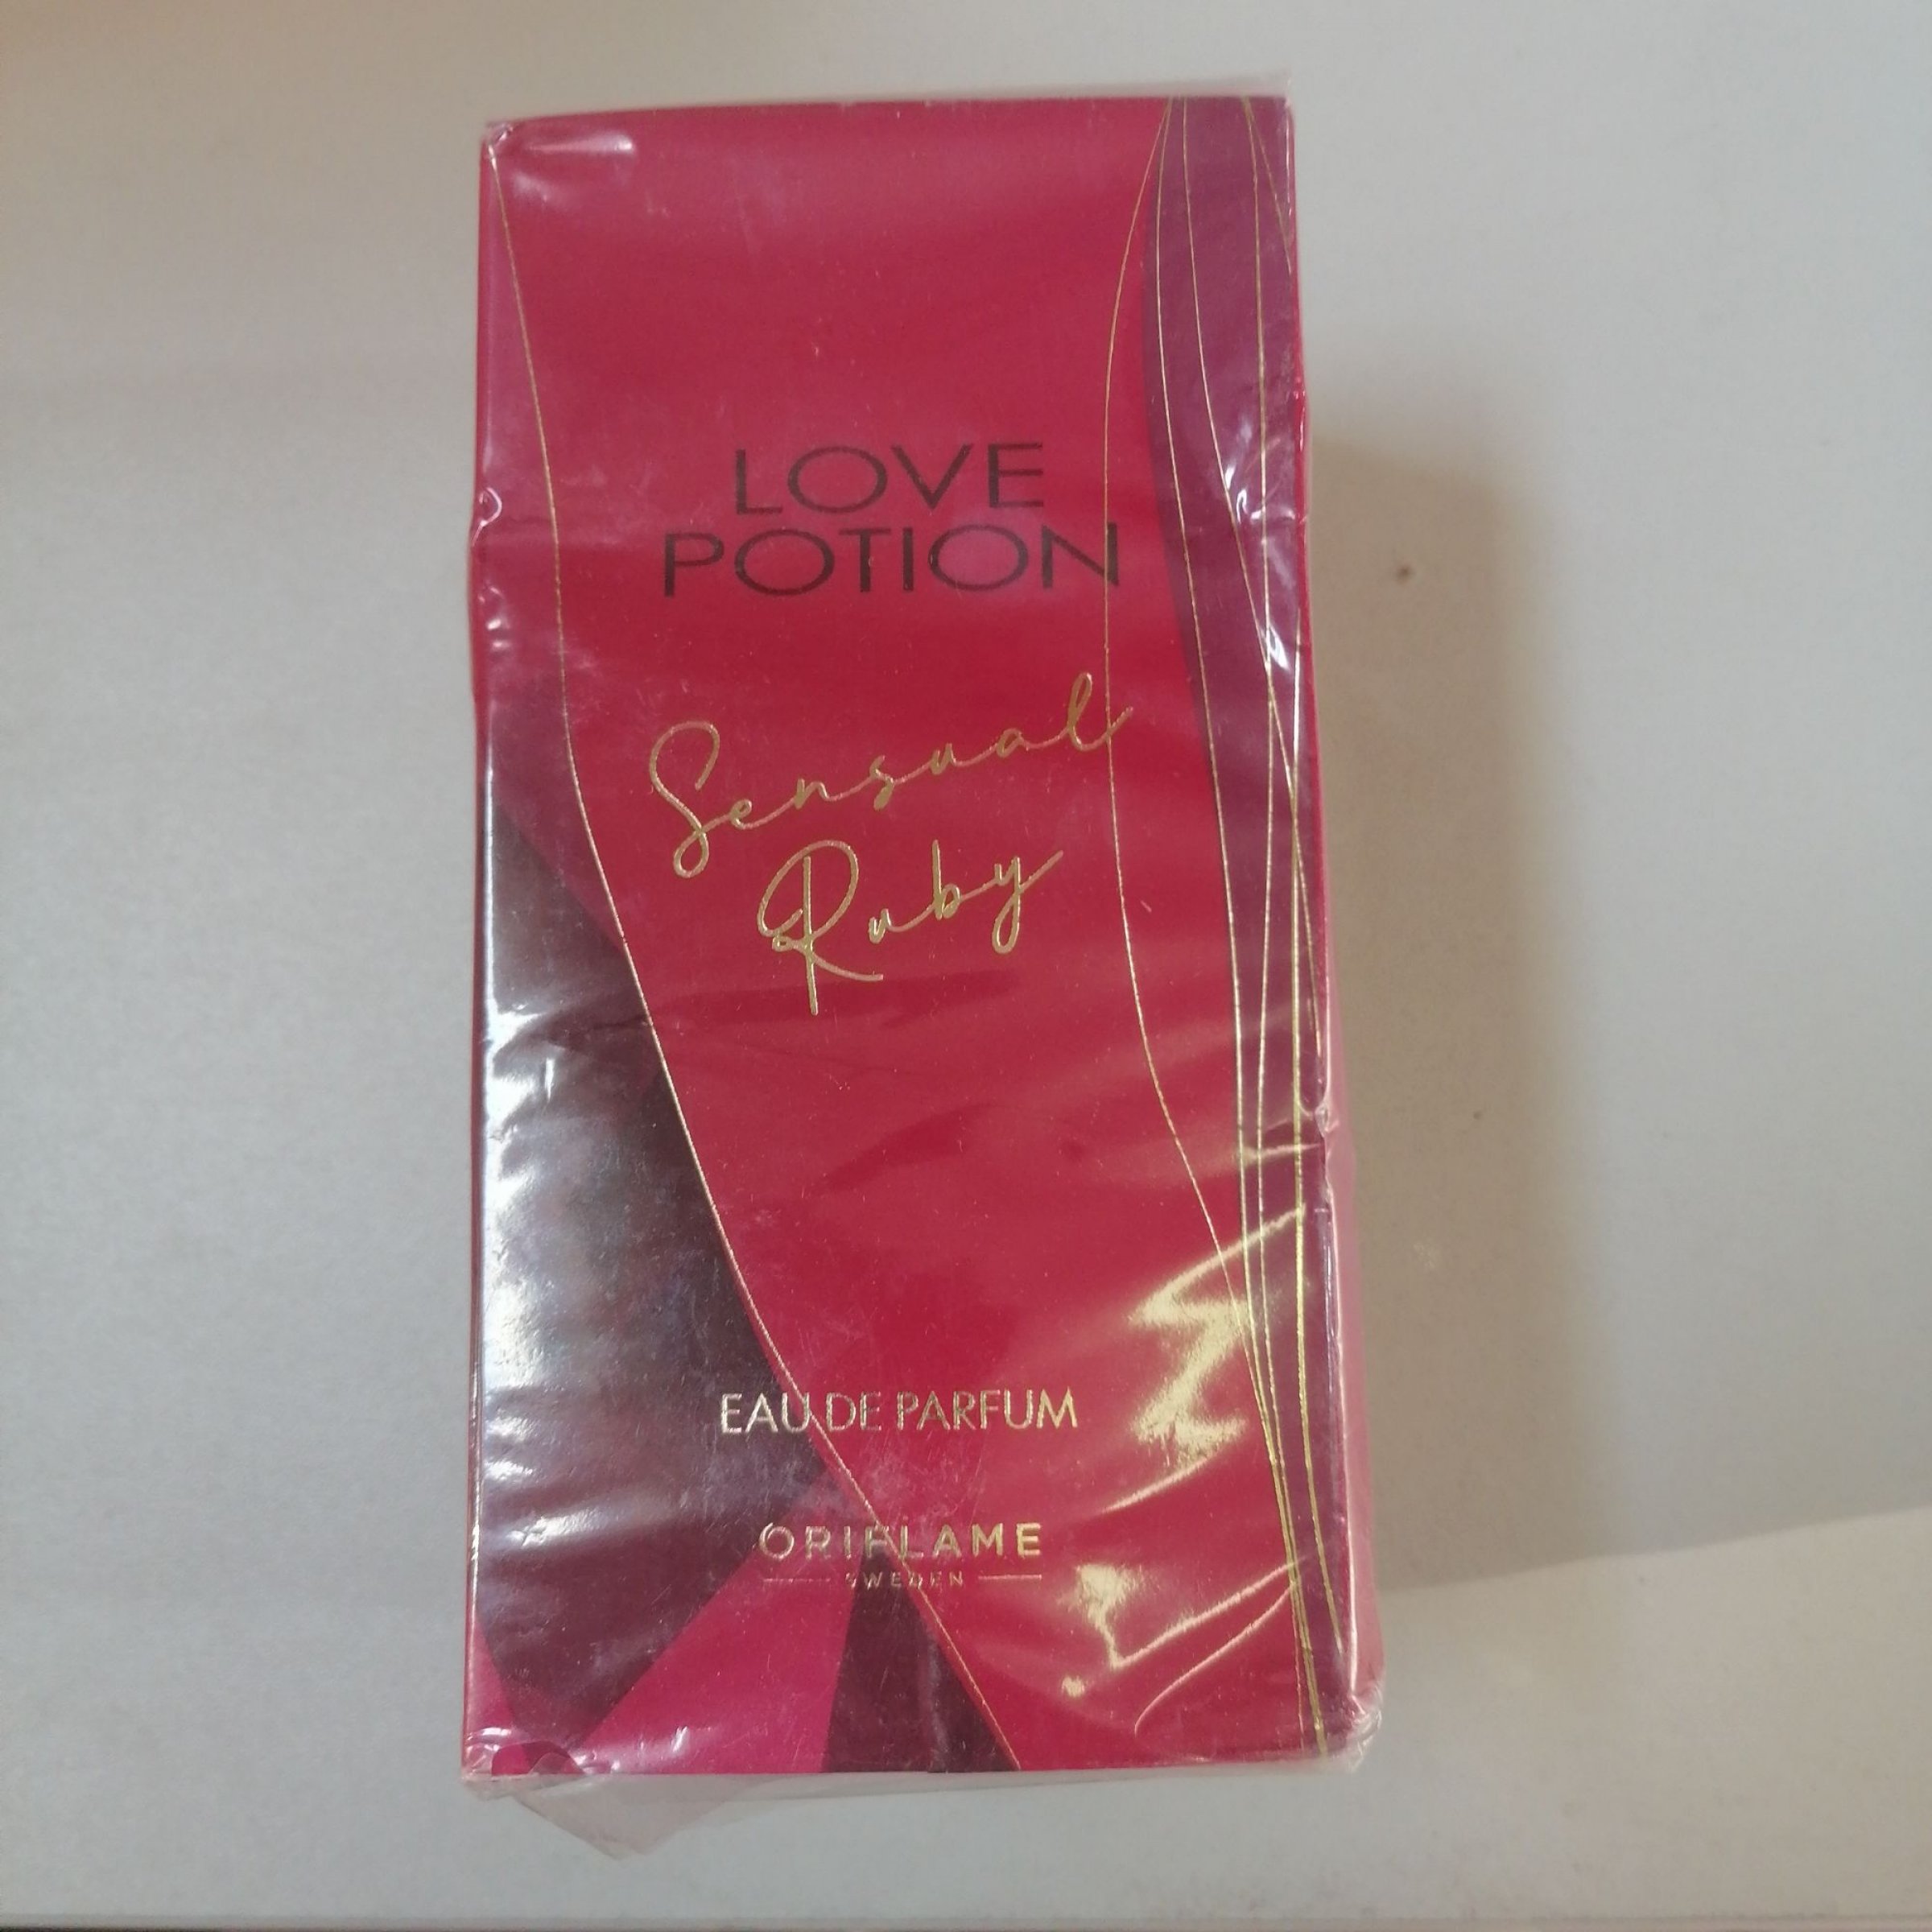 LOVE
POTION
Sensual
Ruby
EAU DE PARFUM
ORIFLAME
SWEDEN